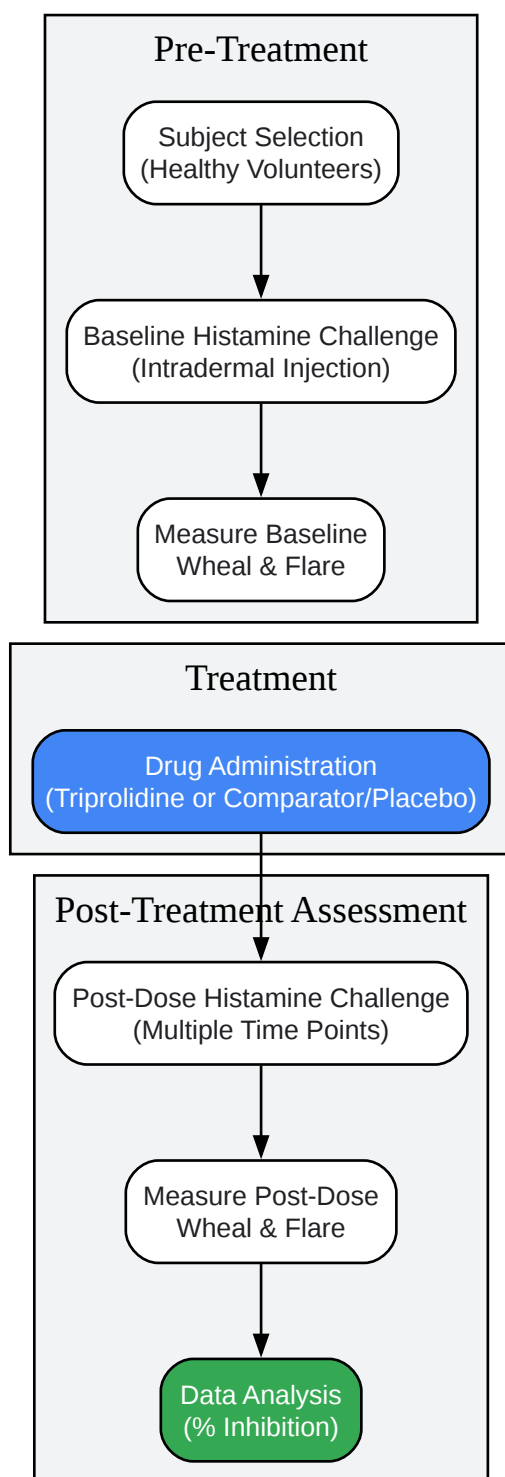 Pre-Treatment
Subject Selection
(Healthy Volunteers)
Baseline Histamine Challenge
(Intradermal Injection)
Measure Baseline
Wheal & Flare
Treatment
Drug Administration
(Triprolidine or Comparator/Placebo)
Post-Treatment Assessment
Post-Dose Histamine Challenge
(Multiple Time Points)
Measure Post-Dose
Wheal & Flare
Data Analysis
(% Inhibition)